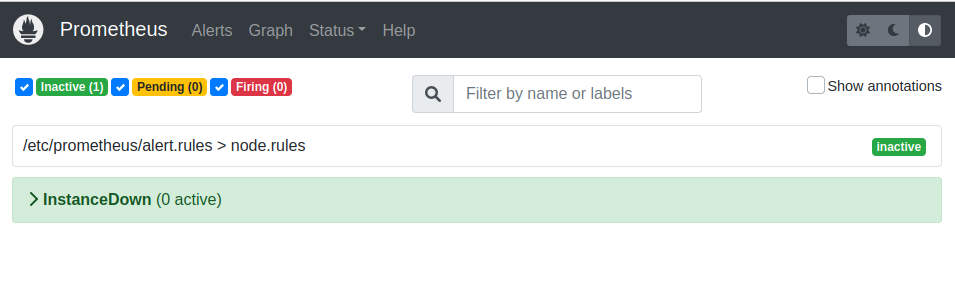 Prometheus Alerts Graph Status Help
Inactive (1) Pending (0) Firing (0) Filter by name or labels Show annotations
/etc/prometheus/alert.rules > node.rules inactive
InstanceDown (0 active)